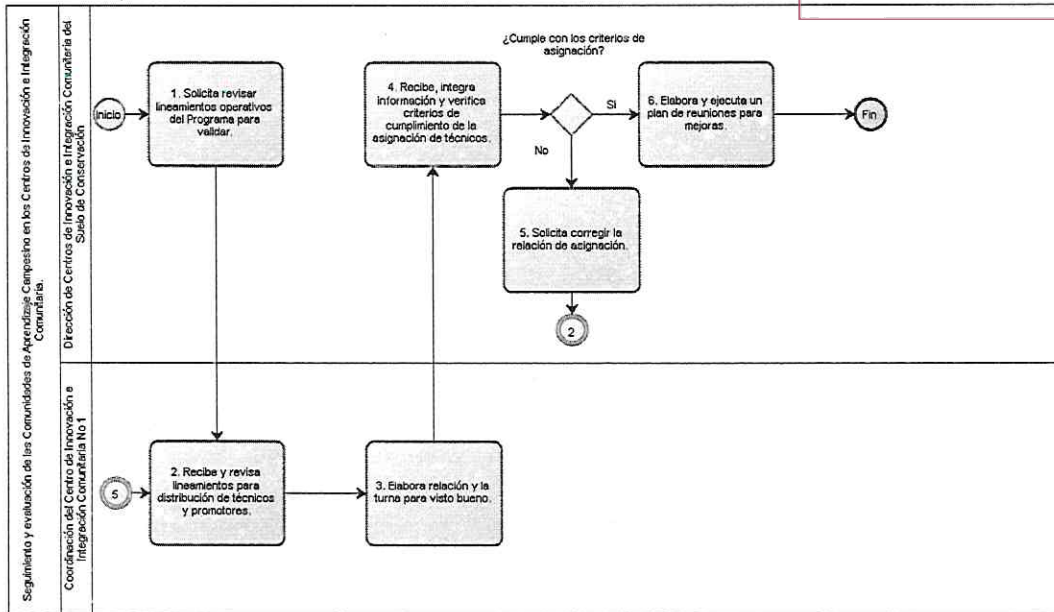 Seguimiento y evaluación de las Comunidades de Aprendizaje Campesino en los Centros de Innovación e Integración
Comunitaria.
Dirección de Centros de Innovación e Integración Comunitaria del
Suelo de Conservación
Inicio
1. Solicita revisar
lineamientos operativos
del Programa para
validar.
4. Recibe, integra
información y verifica
criterios de
cumplimiento de la
asignación de técnicos.
¿Cumple con los criterios de
asignación?
Si
No
6. Elabora y ejecuta un
plan de reuniones para
mejoras.
Fin
5. Solicita corregir la
relación de asignación.
2
Coordinación del Centro de Innovación e
Integración Comunitaria No 1
5
2. Recibe y revisa
lineamientos para
distribución de técnicos
y promotores.
3. Elabora relación y la
turna para visto bueno.